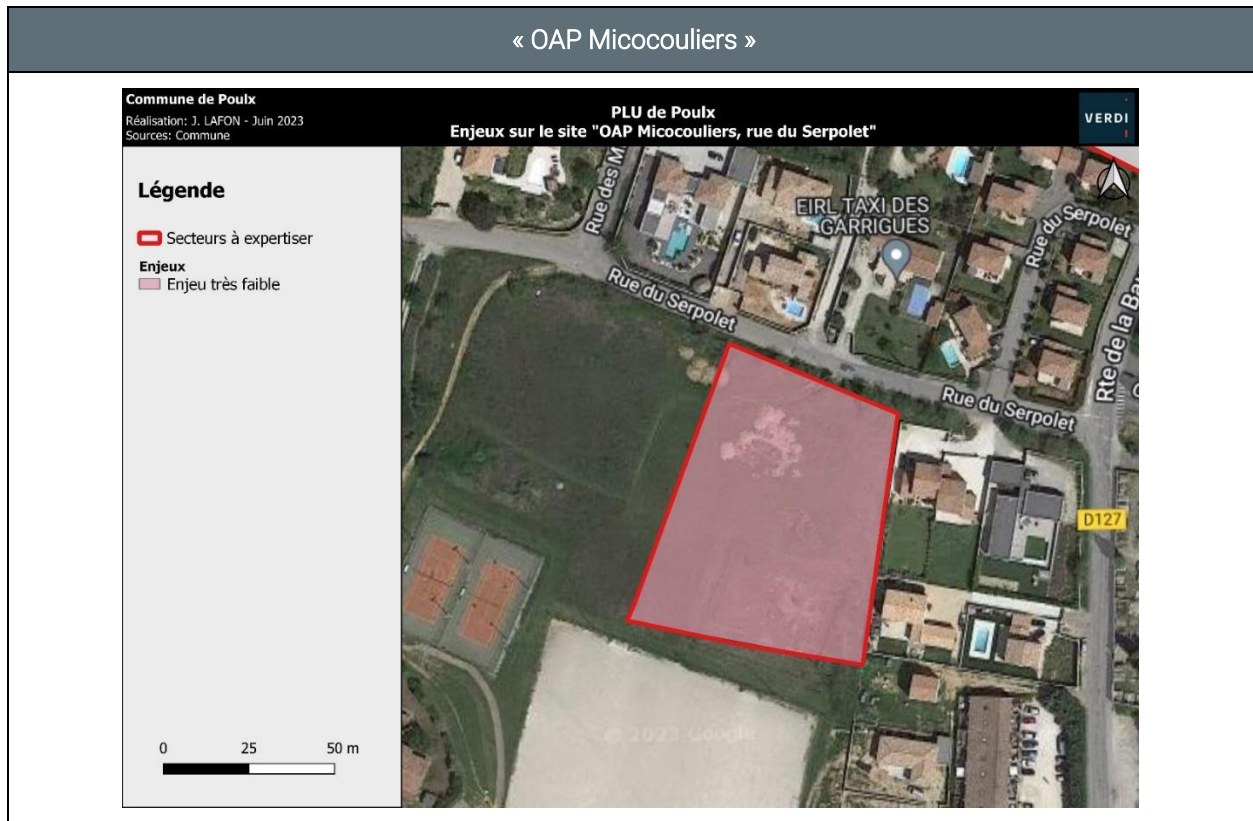 « OAP Micocouliers »
Commune de Poulx
Réalisation: J. LAFON - Juin 2023
Sources: Commune
PLU de Poulx
Enjeux sur le site "OAP Micocouliers, rue du Serpolet"
VERDI
Légende
Secteurs à expertiser
Enjeux
Enjeu très faible
0 25 50 m
Rue des M
EIRL TAXI DES
GARRIGUES
Rue du Serpolet
Rue du Serpolet
Rte de la Ba
Rue du Serpolet
D127
© 2023 Google